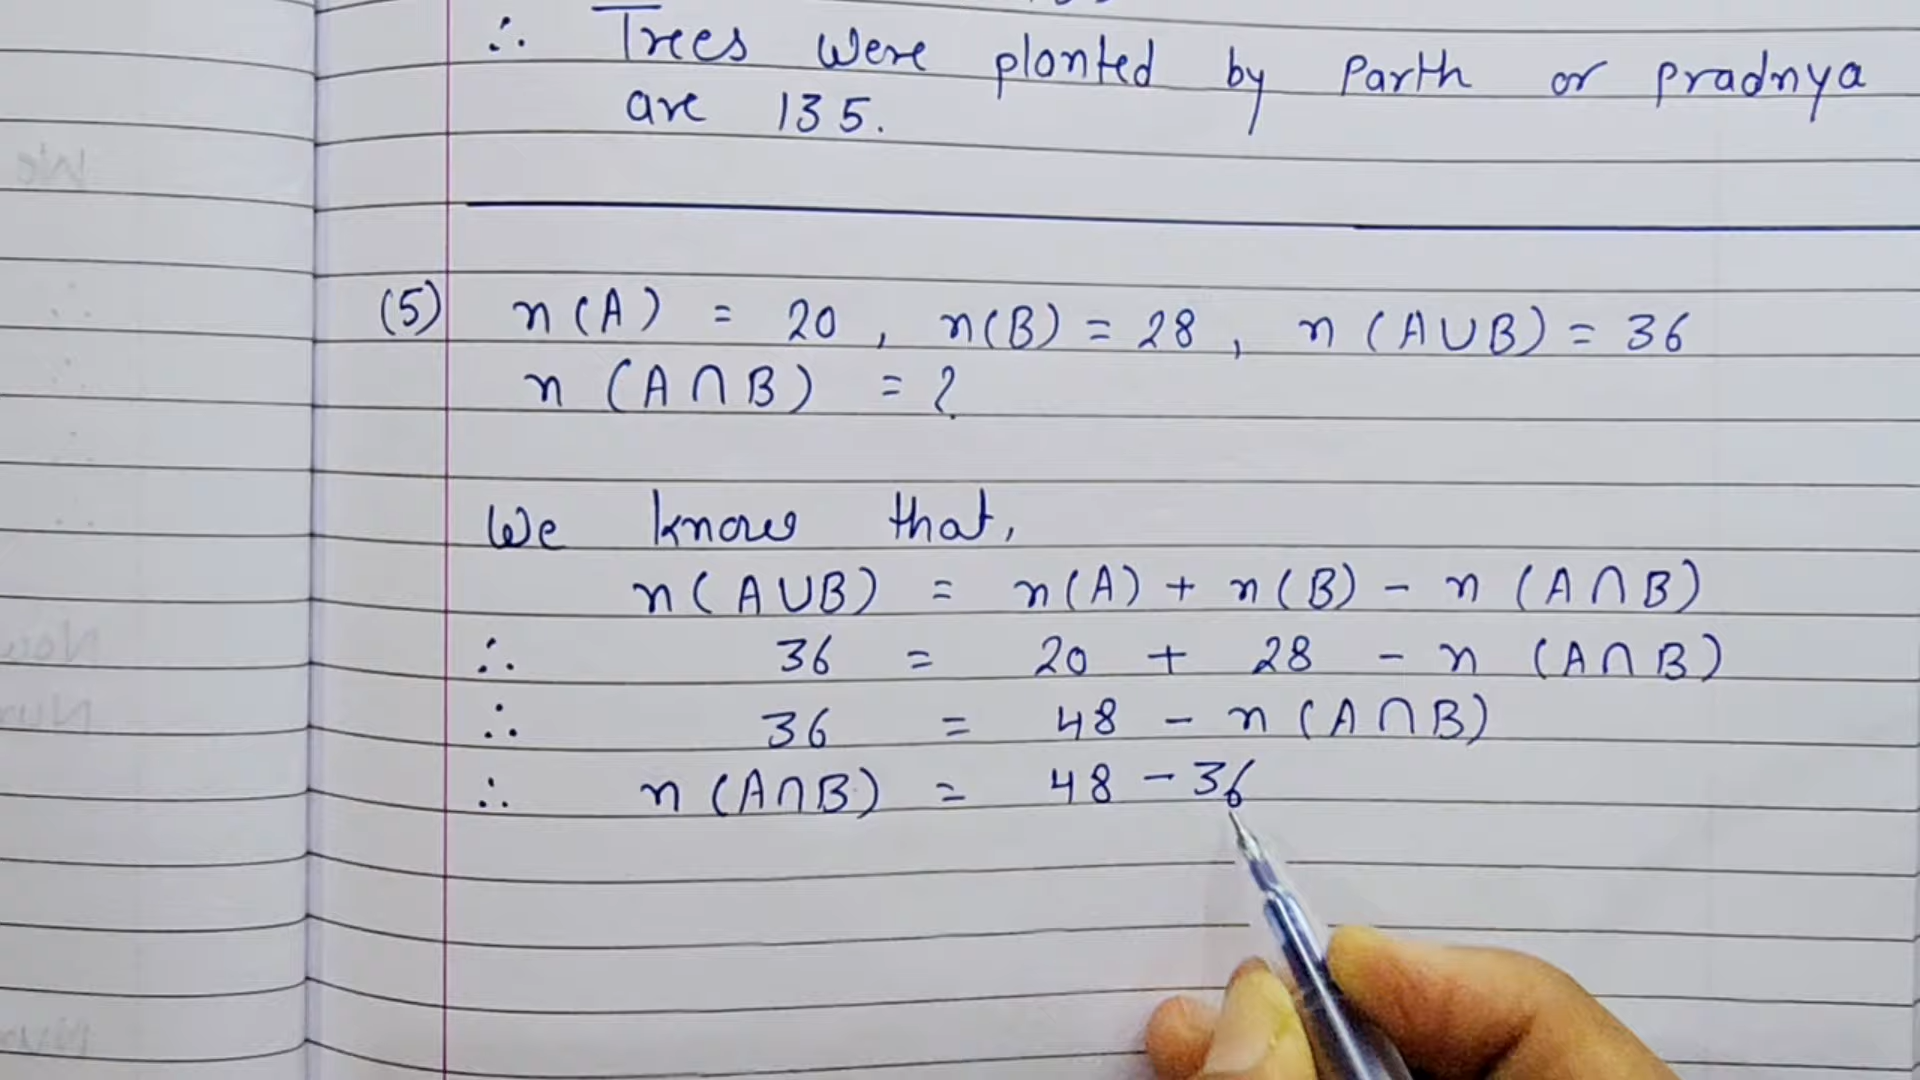 ∴ Trees were plonted by Parth or pradnya
are 135.
(5) n(A) = 20, n(B) = 28, n(A∪B) = 36
n(A∩B) = ?
We know that,
n(A∪B) = n(A) + n(B) - n(A∩B)
∴ 36 = 20 + 28 - n(A∩B)
∴ 36 = 48 - n(A∩B)
∴ n(A∩B) = 48 - 36